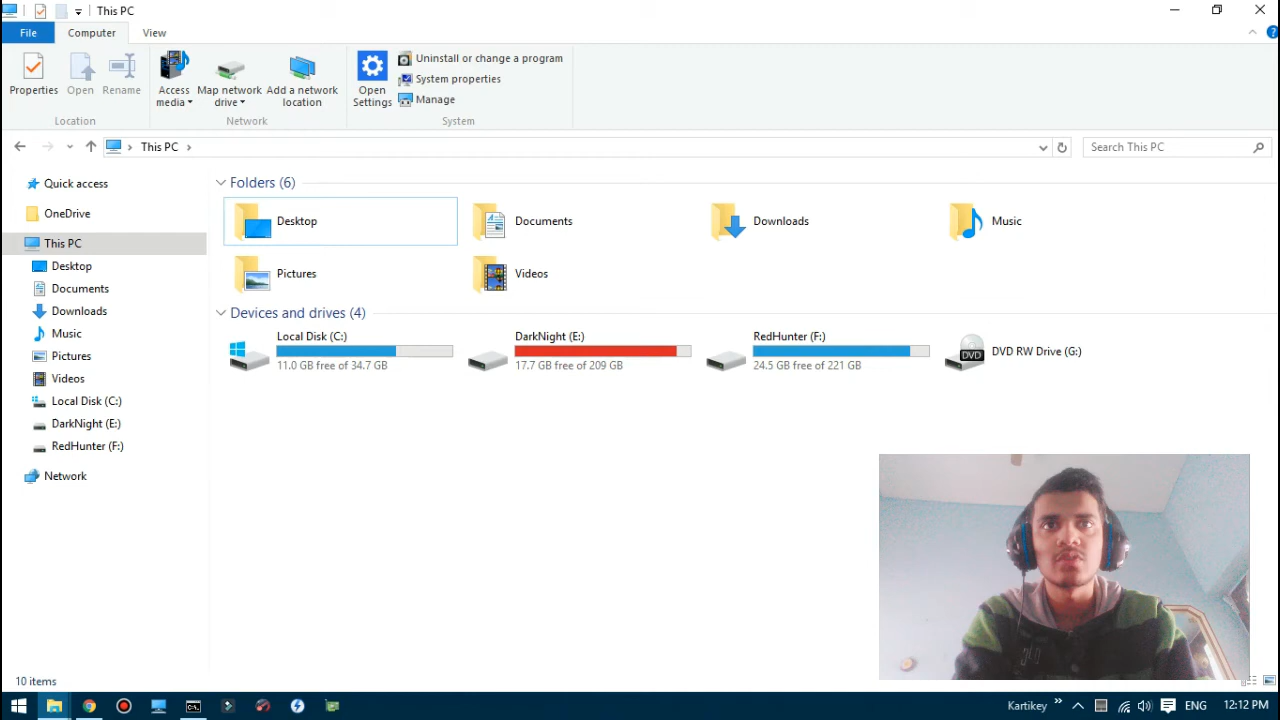 This PC
File Computer View
Properties Open Rename Access media Map network drive Add a network location Open Settings Uninstall or change a program
System properties
Manage
Location Network System
This PC Search This PC
Quick access
OneDrive
This PC
Desktop
Documents
Downloads
Music
Pictures
Videos
Local Disk (C:)
DarkNight (E:)
RedHunter (F:)
Network
Folders (6)
Desktop Documents Downloads Music
Pictures Videos
Devices and drives (4)
Local Disk (C:) DarkNight (E:) RedHunter (F:)
DVD DVD RW Drive (G:)
11.0 GB free of 34.7 GB 17.7 GB free of 209 GB 24.5 GB free of 221 GB
10 items
Kartikey » ENG 12:12 PM